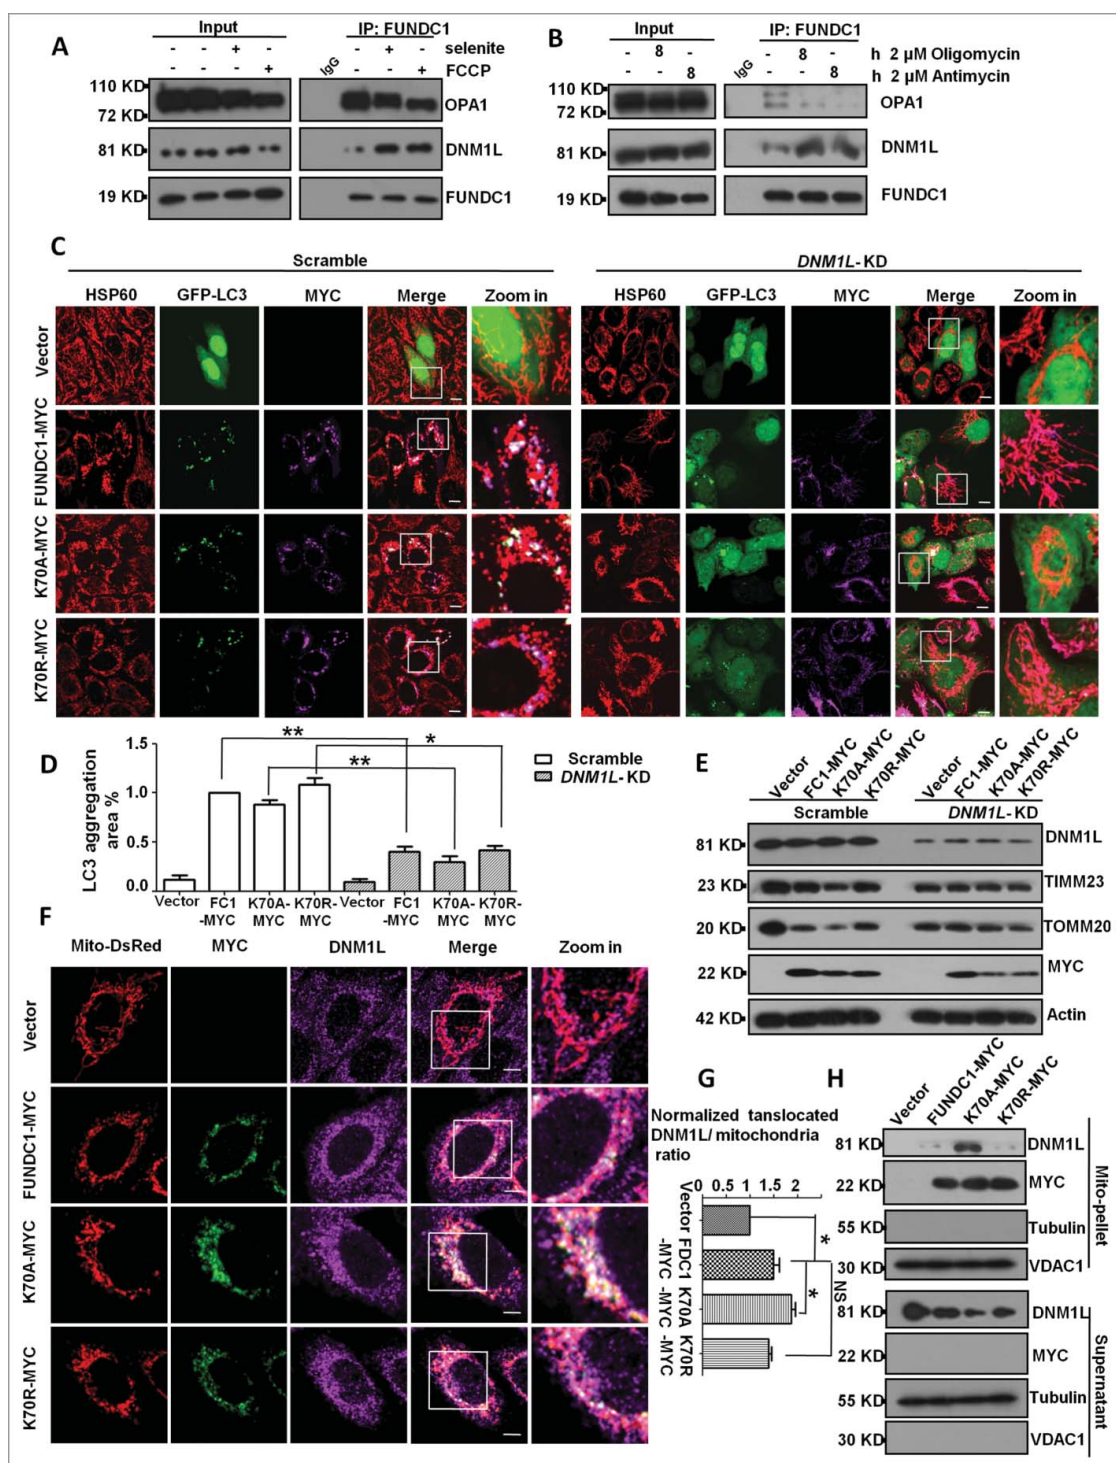 A
Input
IP: FUNDC1
- - + - IgG - + - selenite
- - - + - - + FCCP
110 KD
72 KD
OPA1
81 KD
DNM1L
19 KD
FUNDC1
B
Input
IP: FUNDC1
- 8 - IgG - 8 - h 2 μM Oligomycin
- - 8 - - 8 h 2 μM Antimycin
110 KD
72 KD
OPA1
81 KD
DNM1L
19 KD
FUNDC1
C
Scramble
DNM1L-KD
HSP60 GFP-LC3 MYC Merge Zoom in
HSP60 GFP-LC3 MYC Merge Zoom in
Vector
FUNDC1-MYC
K70A-MYC
K70R-MYC
D
LC3 aggregation
area %
1.5
1.0
0.5
0.0
** *
**
Scramble
DNM1L-KD
Vector FC1 K70A- K70R- Vector FC1 K70A- K70R-
-MYC MYC MYC -MYC MYC MYC
E
Vector FC1-MYC K70A-MYC K70R-MYC
Vector FC1-MYC K70A-MYC K70R-MYC
Scramble DNM1L-KD
81 KD DNM1L
23 KD TIMM23
20 KD TOMM20
22 KD MYC
42 KD Actin
F
Mito-DsRed MYC DNM1L Merge Zoom in
Vector
FUNDC1-MYC
K70A-MYC
K70R-MYC
G
Normalized tanslocated
DNM1L/ mitochondria
ratio
0 0.5 1 1.5 2
Vector FDC1 K70A K70R
-MYC -MYC -MYC
*
*
NS
H
Vector FUNDC1-MYC K70A-MYC K70R-MYC
81 KD DNM1L
22 KD MYC
55 KD Tubulin
30 KD VDAC1
Mito-pellet
81 KD DNM1L
22 KD MYC
55 KD Tubulin
30 KD VDAC1
Supernatant